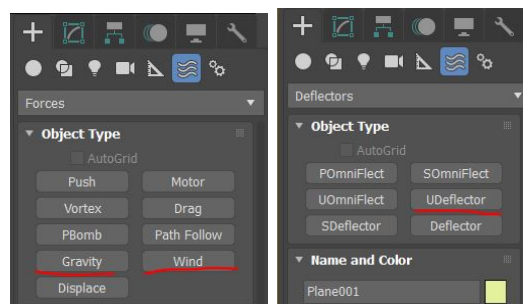 Forces
Object Type
AutoGrid
Push Motor
Vortex Drag
PBomb Path Follow
Gravity Wind
Displace
Deflectors
Object Type
AutoGrid
POmniFlect SOmniFlect
UOmniFlect UDeflector
SDeflector Deflector
Name and Color
Plane001